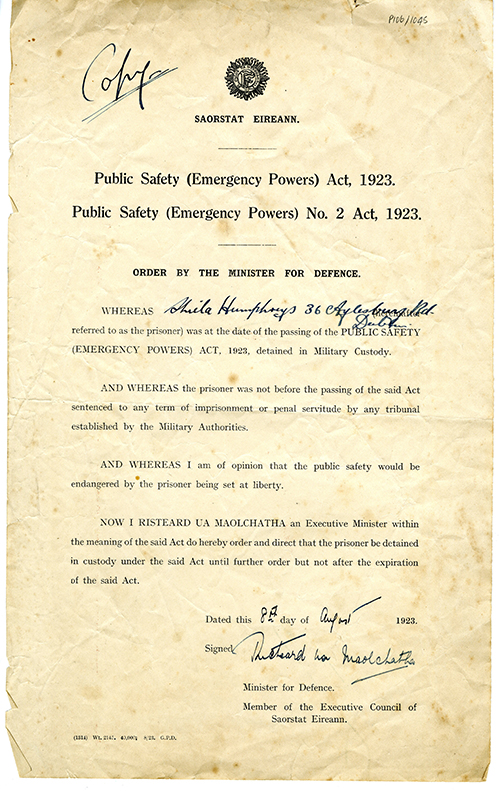 P106/1045
Copy
SAORSTAT EIREANN.
Public Safety (Emergency Powers) Act, 1923.
Public Safety (Emergency Powers) No. 2 Act, 1923.
ORDER BY THE MINISTER FOR DEFENCE.
WHEREAS Sheila Humphreys 36 Aylesbury Rd.
Dublin
referred to as the prisoner) was at the date of the passing of the PUBLIC SAFETY
(EMERGENCY POWERS) ACT, 1923, detained in Military Custody.
AND WHEREAS the prisoner was not before the passing of the said Act
sentenced to any term of imprisonment or penal servitude by any tribunal
established by the Military Authorities.
AND WHEREAS I am of opinion that the public safety would be
endangered by the prisoner being set at liberty.
NOW I RISTEARD UA MAOLCHATHA an Executive Minister within
the meaning of the said Act do hereby order and direct that the prisoner be detained
in custody under the said Act until further order but not after the expiration
of the said Act.
Dated this 8th day of August 1923.
Signed Risteard ua Maolchatha
Minister for Defence.
Member of the Executive Council of
Saorstat Eireann.
(1314) Wt. 2147. 40,000. 8/23. G.P.D.